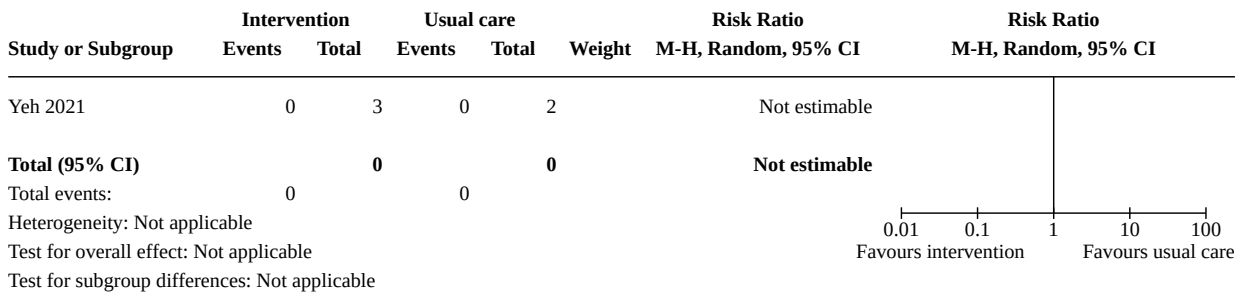 Intervention Usual care Risk Ratio Risk Ratio
Study or Subgroup Events Total Events Total Weight M-H, Random, 95% CI M-H, Random, 95% CI
Yeh 2021 0 3 0 2 Not estimable
Total (95% CI) 0 0 Not estimable
Total events: 0 0
Heterogeneity: Not applicable
0.01 0.1 1 10 100
Test for overall effect: Not applicable
Favours intervention Favours usual care
Test for subgroup differences: Not applicable